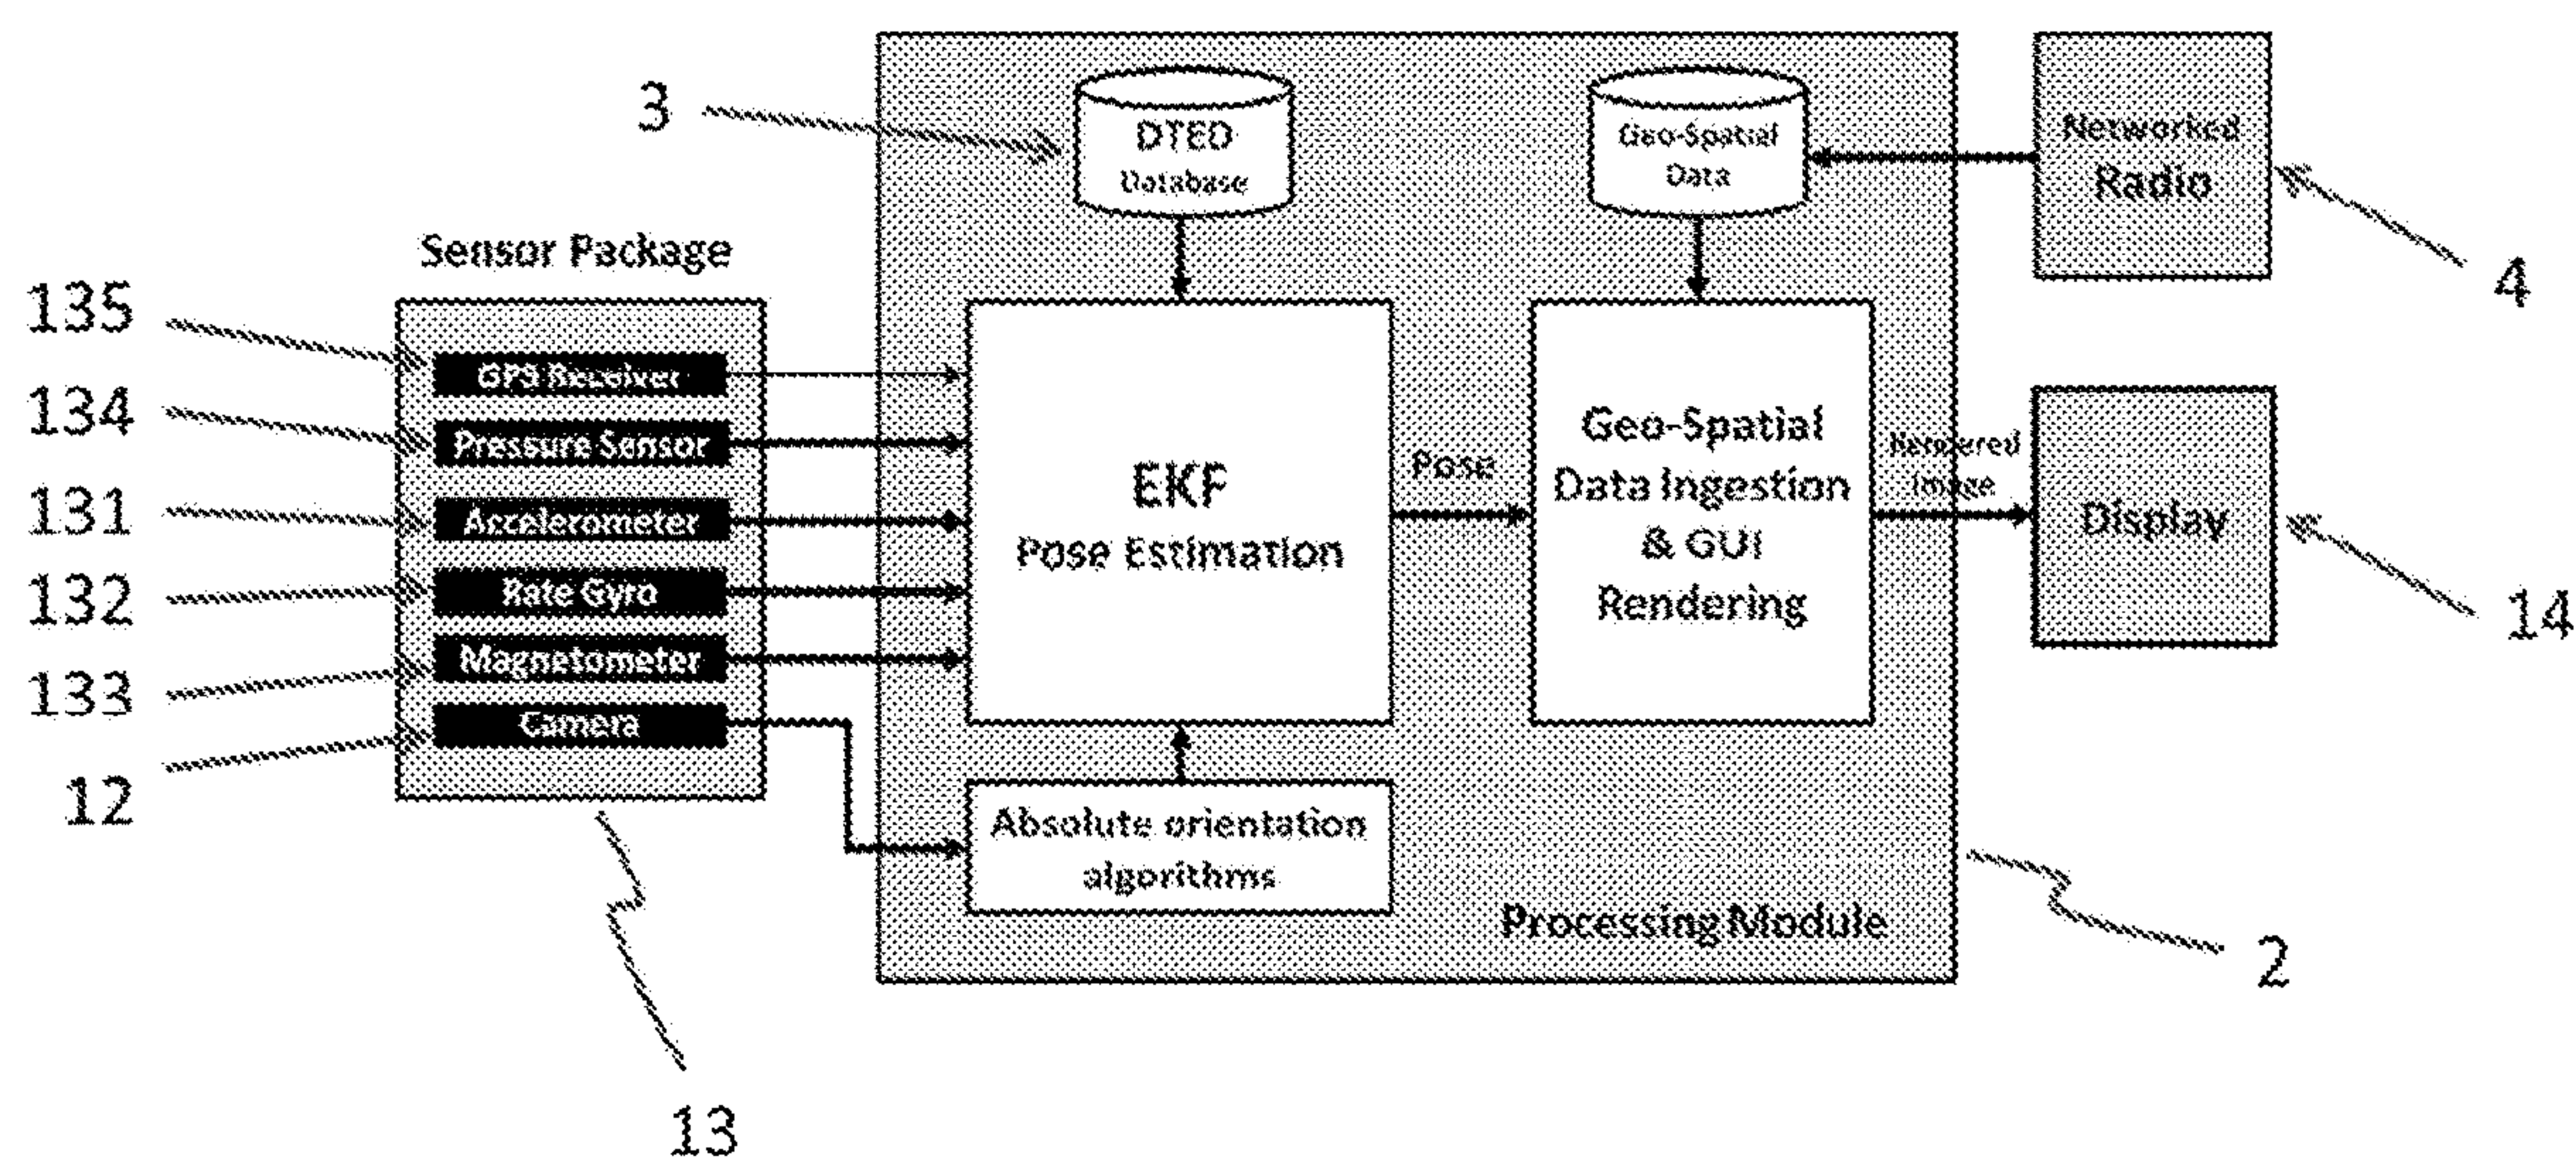 3
DTED
Database
Geo-Spatial
Data
Networked
Radio
4
Sensor Package
135
GPS Receiver
134
Pressure Sensor
131
Accelerometer
132
Rate Gyro
133
Magnetometer
12
Camera
13
EKF
Pose Estimation
Pose
Geo-Spatial
Data Ingestion
& GUI
Rendering
Rendered
Image
Display
14
Absolute orientation
algorithms
Processing Module
2